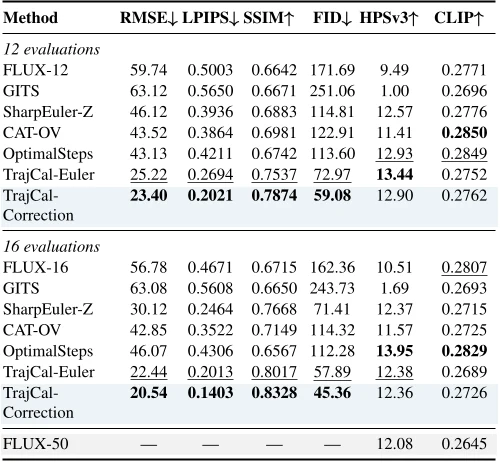 Method RMSE↓ LPIPS↓ SSIM↑ FID↓ HPSv3↑ CLIP↑
12 evaluations
FLUX-12 59.74 0.5003 0.6642 171.69 9.49 0.2771
GITS 63.12 0.5650 0.6671 251.06 1.00 0.2696
SharpEuler-Z 46.12 0.3936 0.6883 114.81 12.57 0.2776
CAT-OV 43.52 0.3864 0.6981 122.91 11.41 0.2850
OptimalSteps 43.13 0.4211 0.6742 113.60 12.93 0.2849
TrajCal-Euler 25.22 0.2694 0.7537 72.97 13.44 0.2752
TrajCal- 23.40 0.2021 0.7874 59.08 12.90 0.2762
Correction
16 evaluations
FLUX-16 56.78 0.4671 0.6715 162.36 10.51 0.2807
GITS 63.08 0.5608 0.6650 243.73 1.69 0.2693
SharpEuler-Z 30.12 0.2464 0.7668 71.41 12.37 0.2715
CAT-OV 42.85 0.3522 0.7149 114.32 11.57 0.2725
OptimalSteps 46.07 0.4306 0.6567 112.28 13.95 0.2829
TrajCal-Euler 22.44 0.2013 0.8017 57.89 12.38 0.2689
TrajCal- 20.54 0.1403 0.8328 45.36 12.36 0.2726
Correction
FLUX-50 — — — — 12.08 0.2645